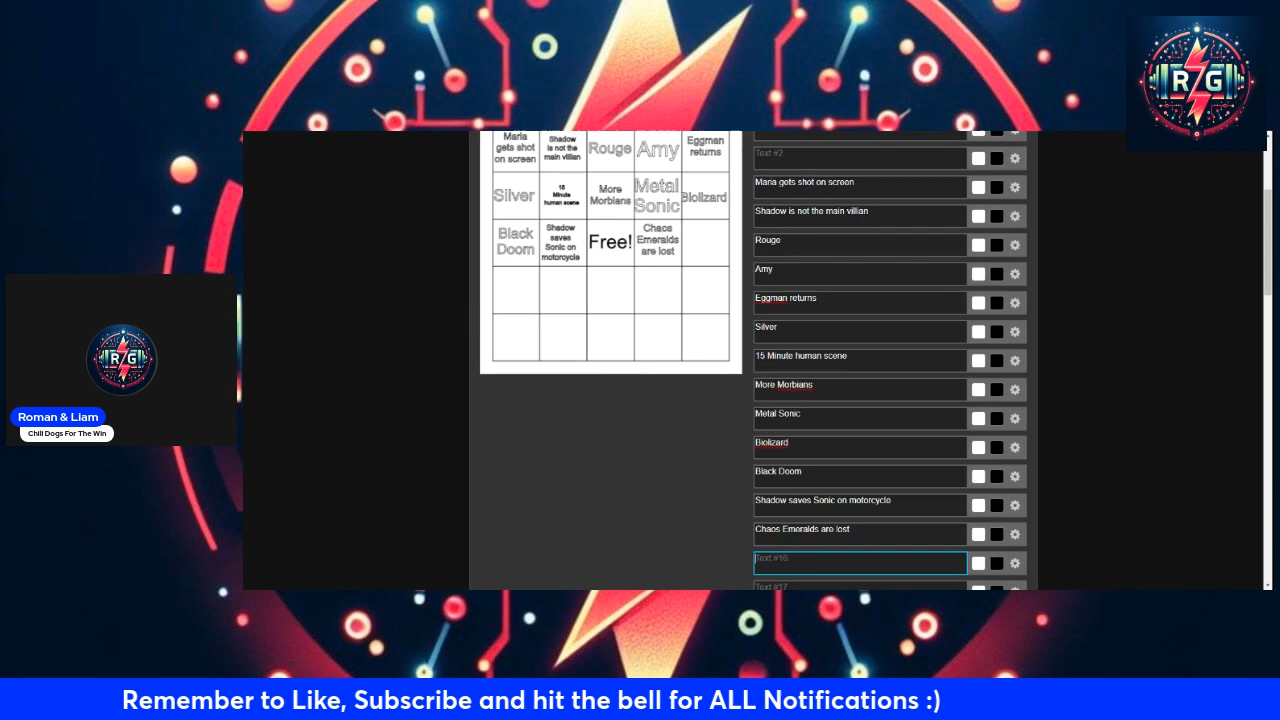 R G
Maria
gets shot
on screen
Shadow
is not the
main villian
Rouge
Amy
Eggman
returns
Silver
15
Minute
human scene
More
Morbians
Metal
Sonic
Biolizard
Black
Doom
Shadow
saves
Sonic on
motorcycle
Free!
Chaos
Emeralds
are lost
Text #2
Maria gets shot on screen
Shadow is not the main villian
Rouge
Amy
Eggman returns
Silver
15 Minute human scene
More Morbians
Metal Sonic
Biolizard
Black Doom
Shadow saves Sonic on motorcycle
Chaos Emeralds are lost
Text #16
Text #17
R G
Roman & Liam
Chili Dogs For The Win
Remember to Like, Subscribe and hit the bell for ALL Notifications :)